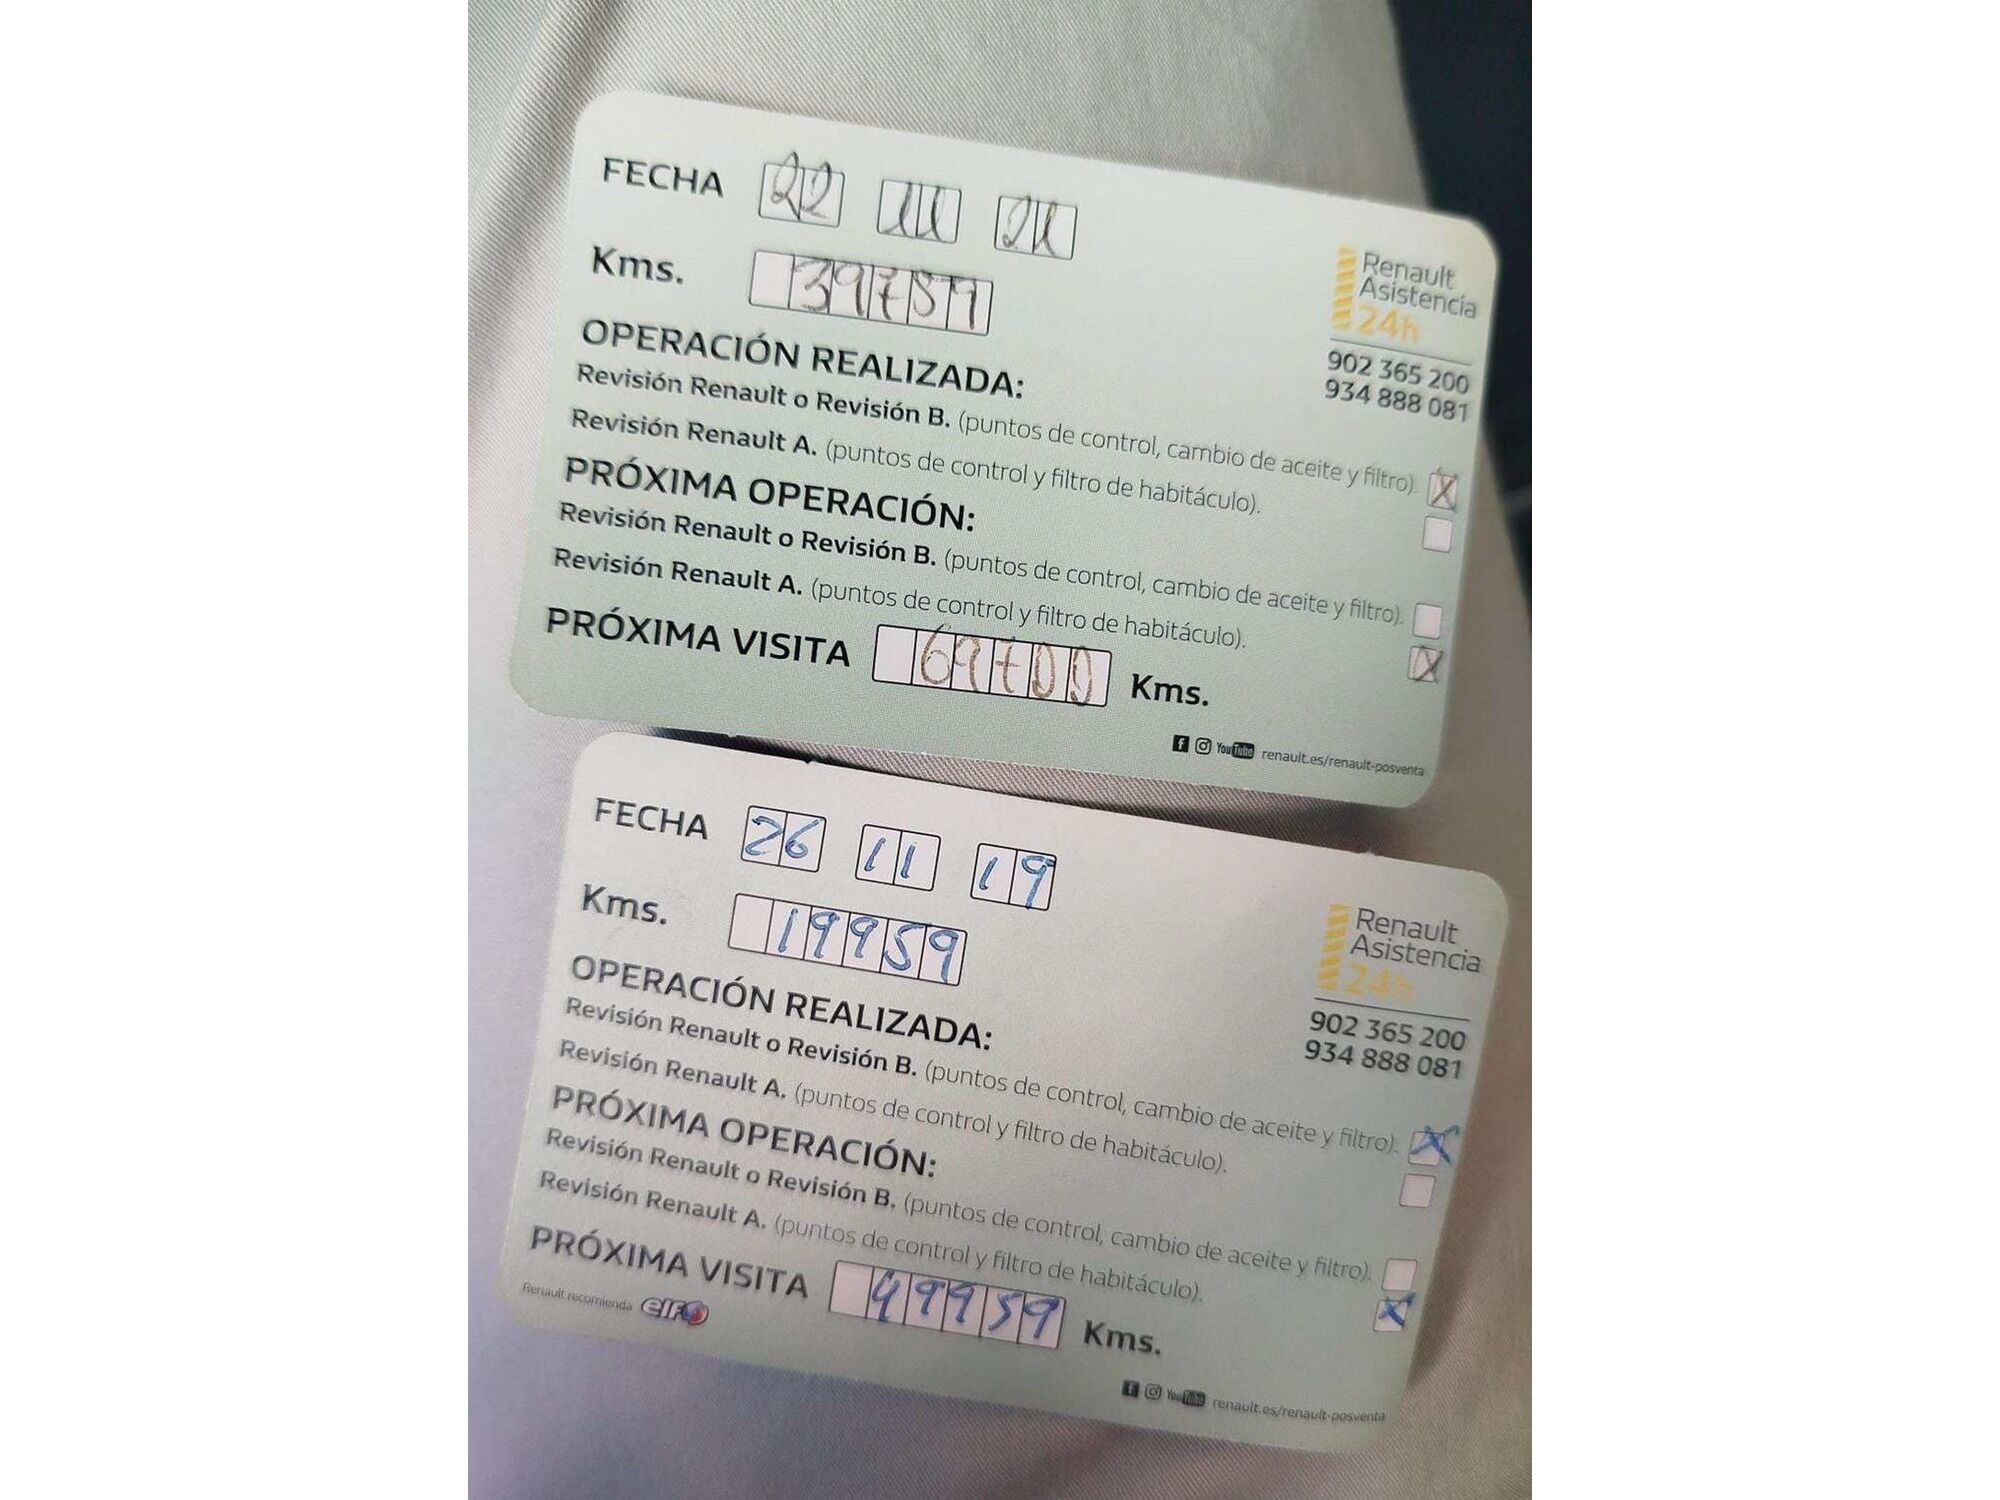 FECHA 22 11 21
Kms. 39789
Renault
Asistencia
24h
902 365 200
934 888 081
OPERACIÓN REALIZADA:
Revisión Renault o Revisión B. (puntos de control, cambio de aceite y filtro). X
Revisión Renault A. (puntos de control y filtro de habitáculo).
PRÓXIMA OPERACIÓN:
Revisión Renault o Revisión B. (puntos de control, cambio de aceite y filtro).
Revisión Renault A. (puntos de control y filtro de habitáculo). X
PRÓXIMA VISITA 69700 Kms.
f YouTube renault.es/renault-posventa
FECHA 26 11 19
Kms. 19959
Renault
Asistencia
24h
902 365 200
934 888 081
OPERACIÓN REALIZADA:
Revisión Renault o Revisión B. (puntos de control, cambio de aceite y filtro). X
Revisión Renault A. (puntos de control y filtro de habitáculo).
PRÓXIMA OPERACIÓN:
Revisión Renault o Revisión B. (puntos de control, cambio de aceite y filtro).
Revisión Renault A. (puntos de control y filtro de habitáculo). X
PRÓXIMA VISITA 49959 Kms.
Renault recomienda elf
f YouTube renault.es/renault-posventa